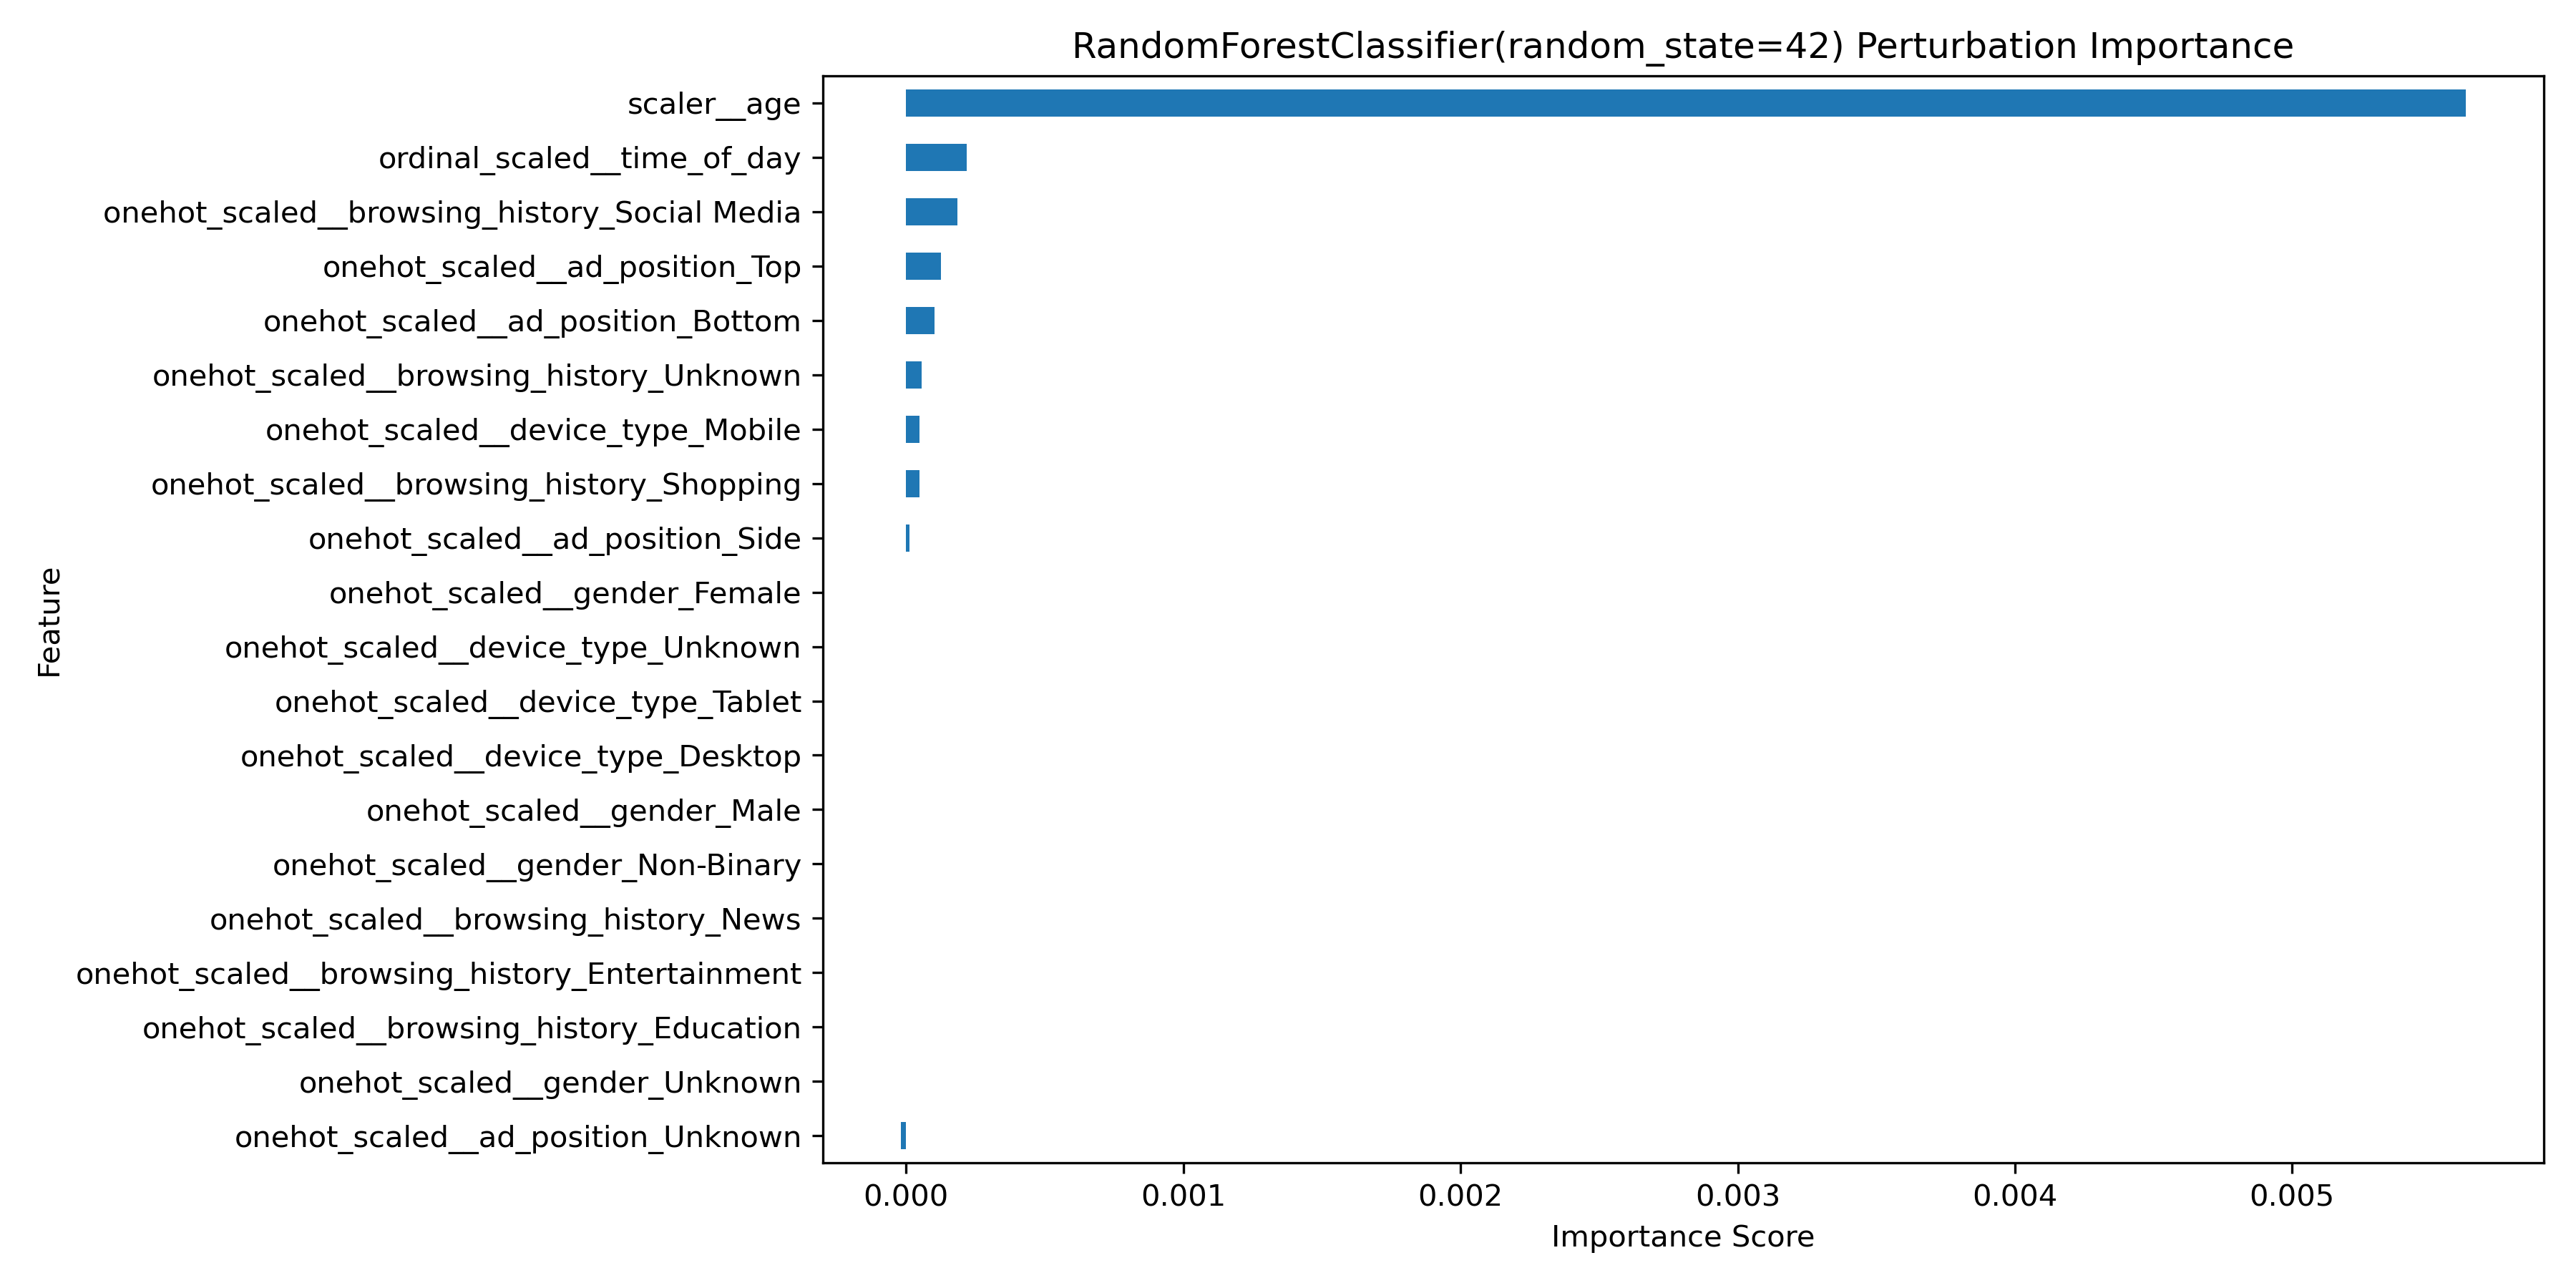 RandomForestClassifier(random_state=42) Perturbation Importance
scaler__age
ordinal_scaled__time_of_day
onehot_scaled__browsing_history_Social Media
onehot_scaled__ad_position_Top
onehot_scaled__ad_position_Bottom
onehot_scaled__browsing_history_Unknown
onehot_scaled__device_type_Mobile
onehot_scaled__browsing_history_Shopping
onehot_scaled__ad_position_Side
onehot_scaled__gender_Female
onehot_scaled__device_type_Unknown
onehot_scaled__device_type_Tablet
onehot_scaled__device_type_Desktop
onehot_scaled__gender_Male
onehot_scaled__gender_Non-Binary
onehot_scaled__browsing_history_News
onehot_scaled__browsing_history_Entertainment
onehot_scaled__browsing_history_Education
onehot_scaled__gender_Unknown
onehot_scaled__ad_position_Unknown
Feature
0.000 0.001 0.002 0.003 0.004 0.005
Importance Score